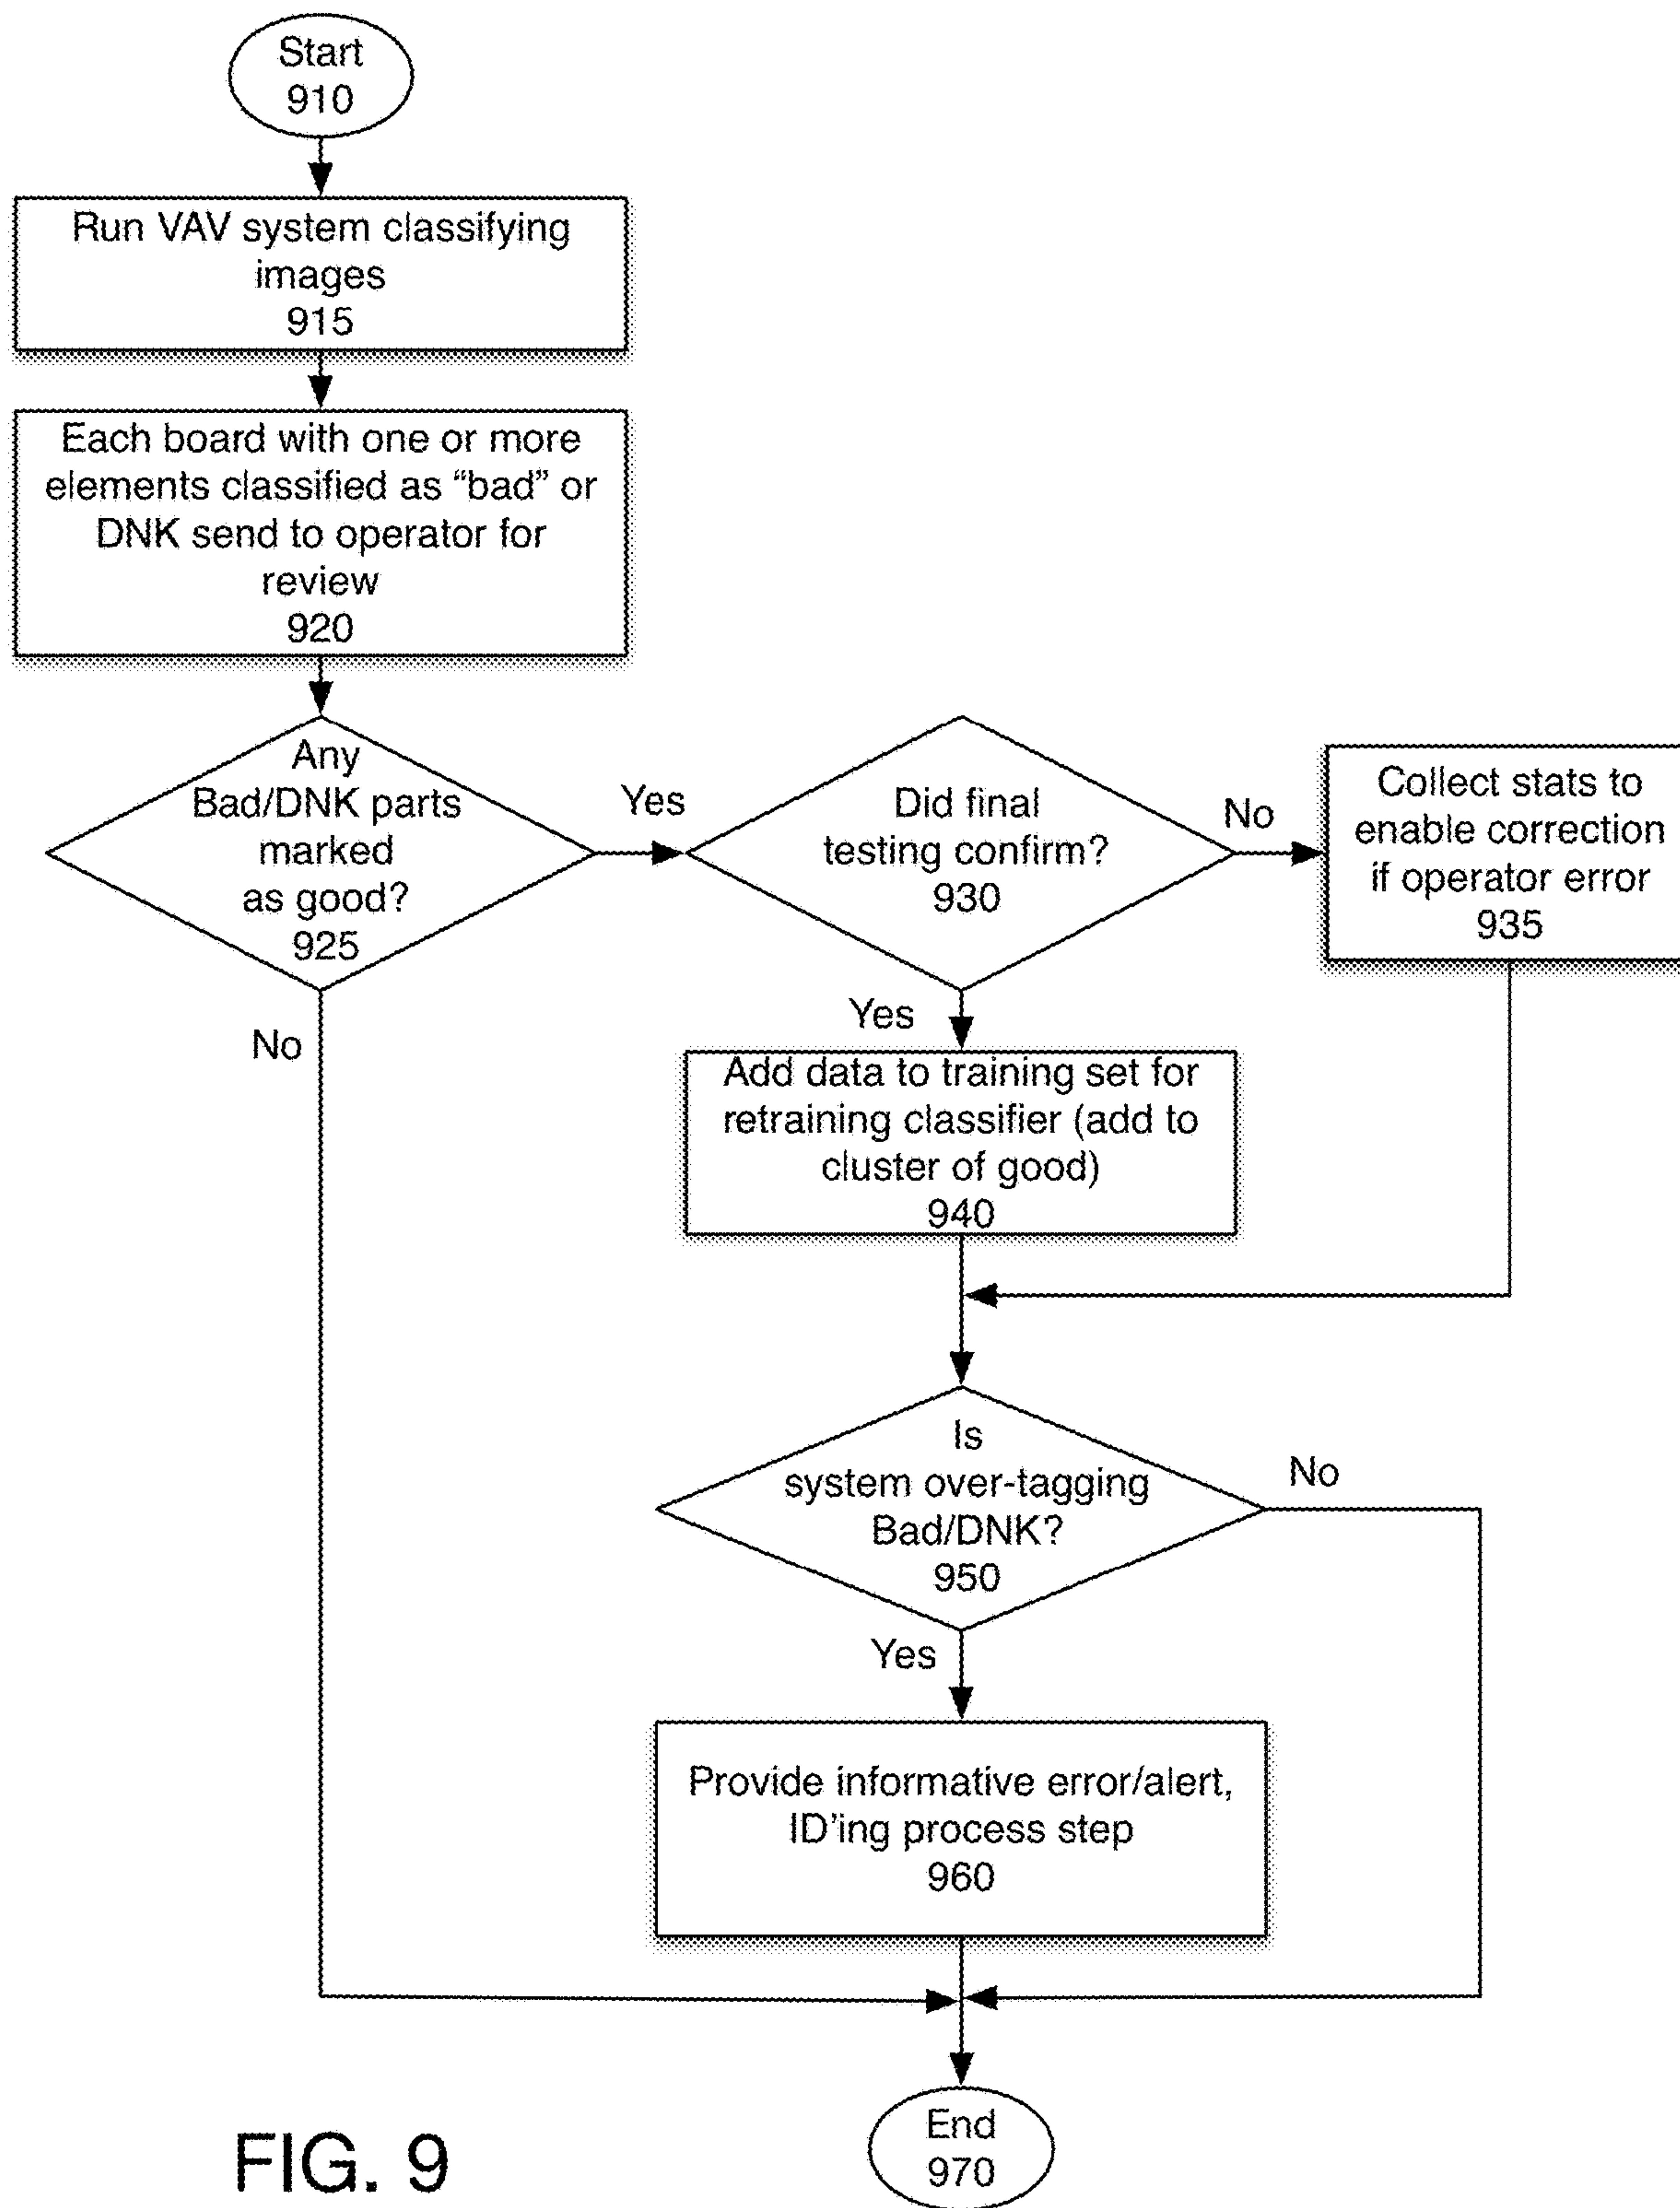 Start
910
Run VAV system classifying
images
915
Each board with one or more
elements classified as “bad” or
DNK send to operator for
review
920
Any
Bad/DNK parts
marked
as good?
925
Yes
No
Did final
testing confirm?
930
No
Yes
Collect stats to
enable correction
if operator error
935
Add data to training set for
retraining classifier (add to
cluster of good)
940
Is
system over-tagging
Bad/DNK?
950
No
Yes
Provide informative error/alert,
ID’ing process step
960
End
970
FIG. 9